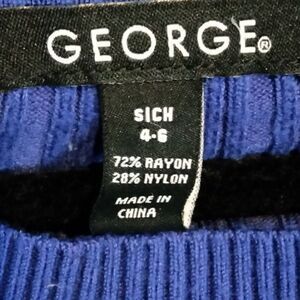 GEORGE®
S|CH
4-6
72% RAYON
28% NYLON
MADE IN
CHINA